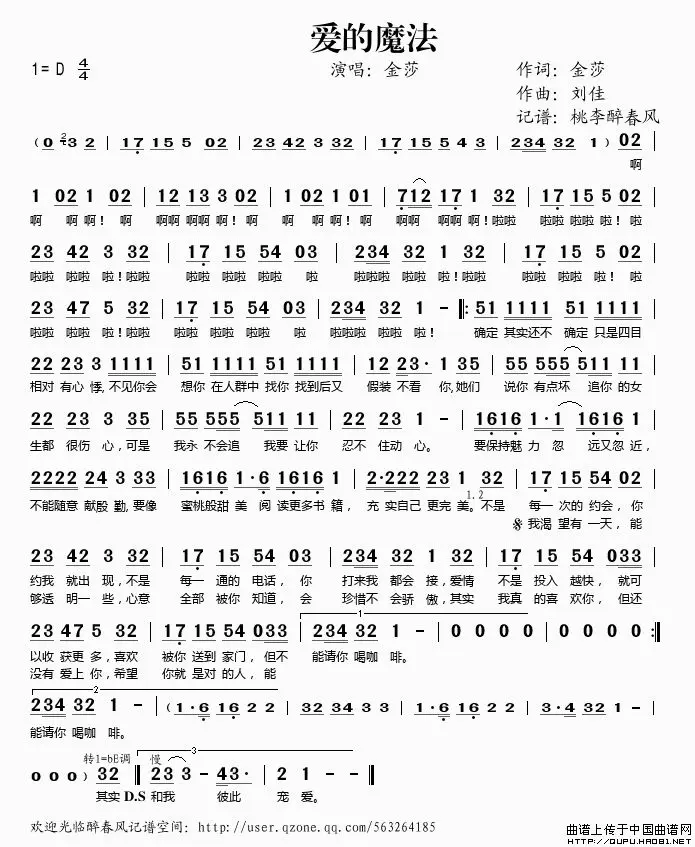 爱的魔法
1=D 4/4 演唱：金莎 作词：金莎
作曲：刘佳
记谱：桃李醉春风
(0 2/3 2 | 1 7 1 5 5 02 | 23 42 3 32 | 17 15 5 4 3 | 234 32 1 ) 02 |
啊
1 02 1 02 | 12 13 3 02 | 1 02 1 01 | 712 17 1 32 | 17 15 5 02 |
啊 啊 啊！啊 啊啊 啊啊 啊！啊 啊 啊 啊！啊 啊啊 啊啊 啊！啦啦 啦啦 啦啦 啦！啦
23 42 3 32 | 17 15 54 03 | 234 32 1 32 | 17 15 5 02 |
啦啦 啦啦 啦！啦啦 啦啦 啦啦 啦啦 啦 啦啦啦 啦啦 啦！啦啦 啦啦 啦啦 啦！啦
23 47 5 32 | 17 15 54 03 | 234 32 1 - ‖: 51 1111 51 1111 |
啦啦 啦啦 啦！啦啦 啦啦 啦啦 啦啦 啦 啦啦啦 啦啦 啦！ 确定 其实还不 确定 只是四目
22 23 3 1111 | 51 1111 51 1111 | 11 23· 1 35 | 55 555 511 11 |
相对 有心 悸，不见你会 想你 在人群中 找你 找到后又 假装 不看 你，她们 说你 有点坏 追你的 女
22 23 3 35 | 55 555 511 11 | 22 23 1 - | 1616 1·1 1616 1 |
生都 很伤 心，可是 我永 不会追 我要 让你 忍不 住动 心。 要保持魅 力 忽 远又忽 近，
2222 24 3 33 | 1616 1·6 1616 1 | 2·222 23 1 32 | 17 15 54 02 |
不能随意 献殷 勤，要像 蜜桃般甜 美 阅 读更多书 籍， 充 实自己 更完 美。不是 每一 次的 约会，你
1.2
𝄋 我渴 望有 一天，能
23 42 3 32 | 17 15 54 03 | 234 32 1 32 | 17 15 54 033 |
约我 就出 现，不是 每一 通的 电话，你 打来我 都会 接，爱情 不是 投入 越快，就可
够透 明一 些，心意 全部 被你 知道，会 珍惜不 会骄 傲，其实 我真 的喜 欢你，但还
1
23 47 5 32 | 17 15 54 033 | 234 32 1 - | 0 0 0 0 | 0 0 0 0 :‖
以收 获更 多，喜欢 被你 送到 家门，但不 能请你 喝咖 啡。
没有 爱上 你，希望 你就 是对 的人，能
2
234 32 1 - | (1·6 16 2 2 | 32 34 3 3 | 1·6 16 2 2 | 3·4 32 1 - |
能请你 喝咖 啡。
转1=bE调 慢 3
0 0 0 ) 32 ‖ 23 3 - 43· | 2 1 - ‖
其实 D.S 和我 彼此 宠 爱。
欢迎光临醉春风记谱空间：http://user.qzone.qq.com/563264185
曲谱上传于中国曲谱网
HTTP://QUPU.HAO81.NET